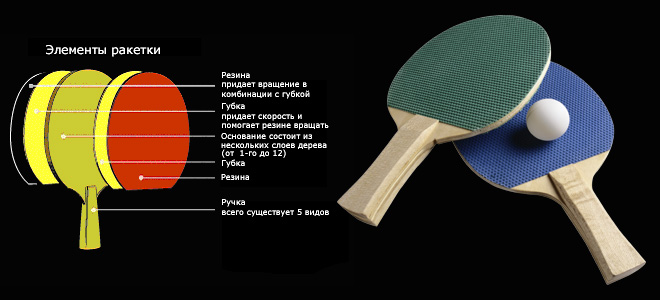 Элементы ракетки
Резина
придает вращение в
комбинации с губкой
Губка
придает скорость и
помогает резине вращать
Основание состоит из
нескольких слоев дерева
(от 1-го до 12)
Губка
Резина
Ручка
всего существует 5 видов